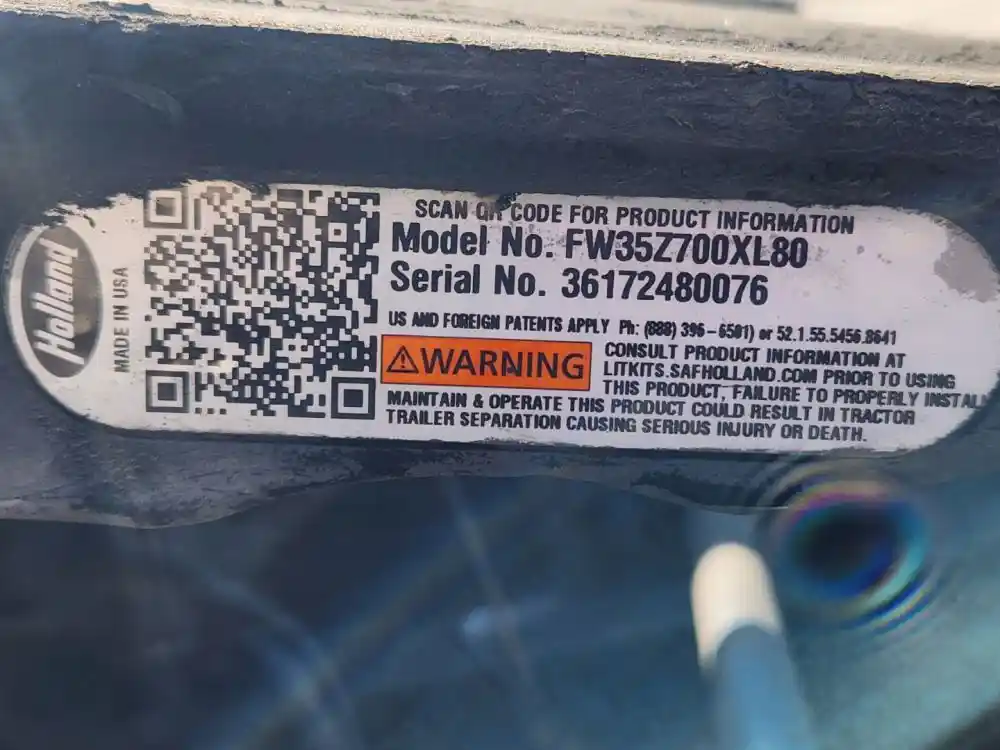 Holland
MADE IN USA
SCAN QR CODE FOR PRODUCT INFORMATION
Model No. FW35Z700XL80
Serial No. 36172480076
US AND FOREIGN PATENTS APPLY Ph: (888) 396-6501) or 52.1.55.5456.8641
⚠WARNING
CONSULT PRODUCT INFORMATION AT
LITKITS.SAFHOLLAND.COM PRIOR TO USING
THIS PRODUCT, FAILURE TO PROPERLY INSTALL
MAINTAIN & OPERATE THIS PRODUCT COULD RESULT IN TRACTOR
TRAILER SEPARATION CAUSING SERIOUS INJURY OR DEATH.